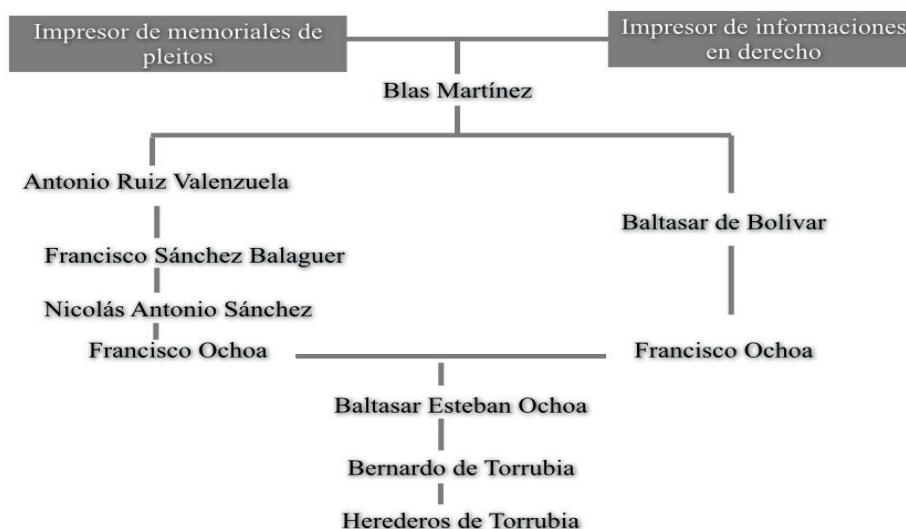 Impresor de memoriales de
pleitos
Impresor de informaciones
en derecho
Blas Martínez
Antonio Ruiz Valenzuela
Baltasar de Bolívar
Francisco Sánchez Balaguer
Nicolás Antonio Sánchez
Francisco Ochoa
Francisco Ochoa
Baltasar Esteban Ochoa
Bernardo de Torrubia
Herederos de Torrubia